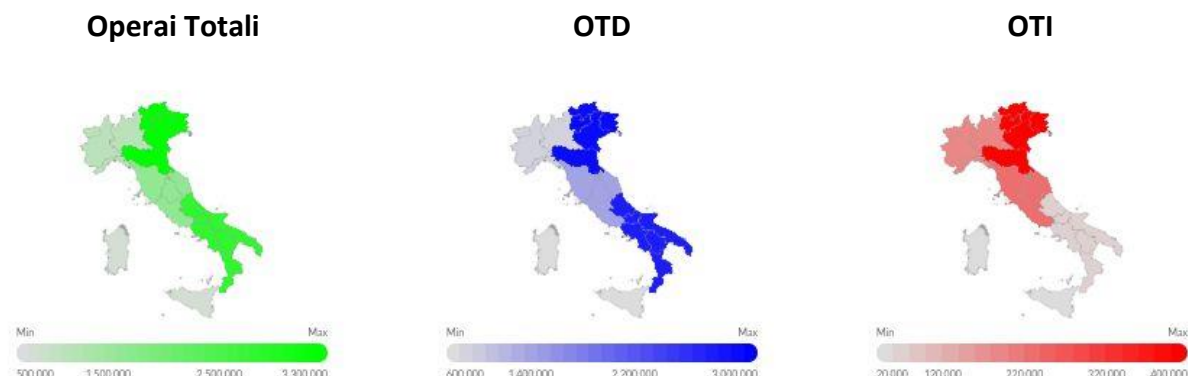 Operai Totali
OTD
OTI
Min Max
500.000 1.500.000 2.500.000 3.300.000
Min Max
600.000 1.400.000 2.200.000 3.000.000
Min Max
20.000 120.000 220.000 320.000 400.000